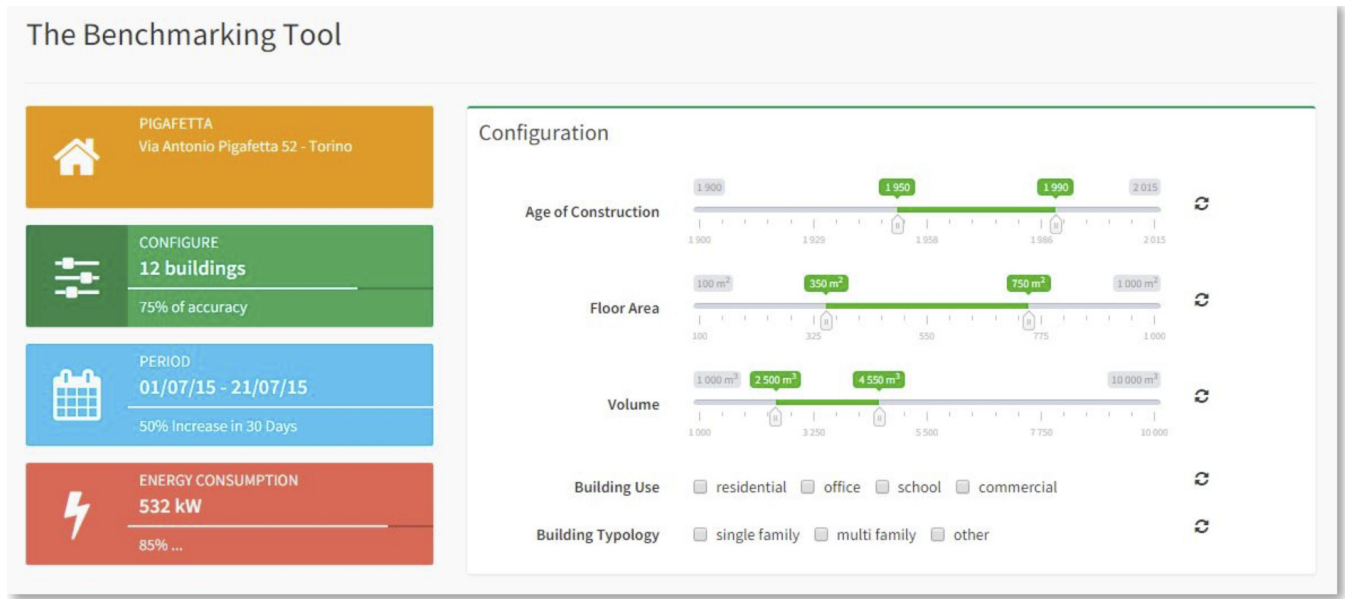 The Benchmarking Tool
PIGAFETTA
Via Antonio Pigafetta 52 - Torino
CONFIGURE
12 buildings
75% of accuracy
PERIOD
01/07/15 - 21/07/15
50% Increase in 30 Days
ENERGY CONSUMPTION
532 kW
85% ...
Configuration
Age of Construction
1 900 1 950 1 990 2 015
1 900 1 929 1 958 1 986 2 015
Floor Area
100 m² 350 m² 750 m² 1 000 m²
100 325 550 775 1 000
Volume
1 000 m³ 2 500 m³ 4 550 m³ 10 000 m³
1 000 3 250 5 500 7 750 10 000
Building Use residential office school commercial
Building Typology single family multi family other